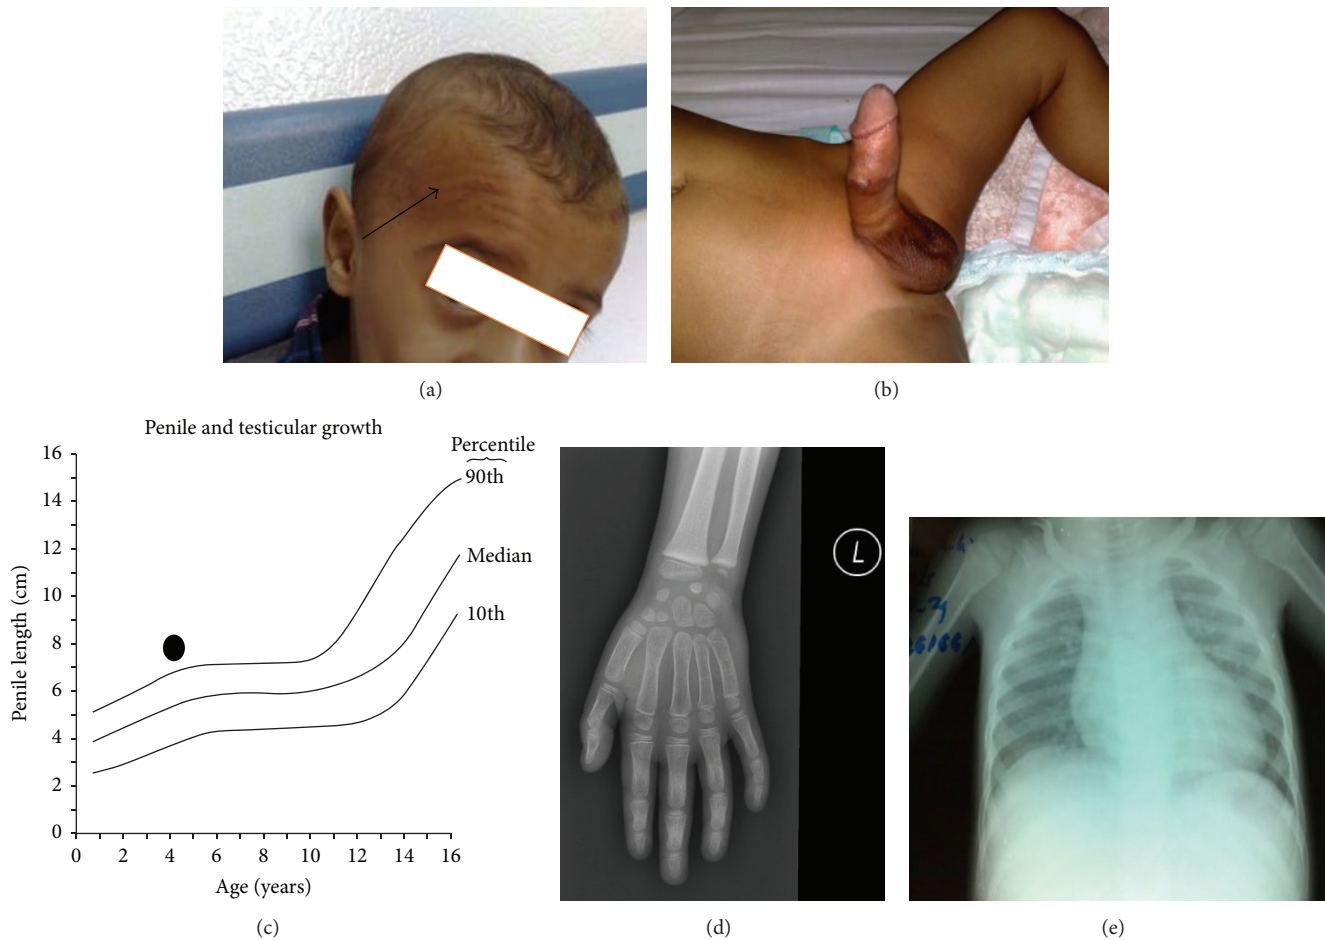 (a)
(b)
Penile and testicular growth
Percentile
90th
Median
10th
Penile length (cm)
16
14
12
10
8
6
4
2
0
0 2 4 6 8 10 12 14 16
Age (years)
(c)
L
(d)
(e)